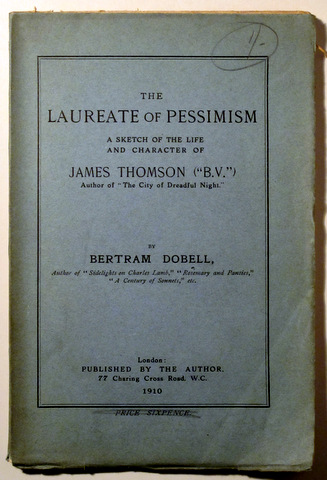 1/-
THE
LAUREATE OF PESSIMISM
A SKETCH OF THE LIFE
AND CHARACTER OF
JAMES THOMSON ("B.V.")
Author of "The City of Dreadful Night."
BY
BERTRAM DOBELL,
Author of "Sidelights on Charles Lamb," "Rosemary and Pansies,"
"A Century of Sonnets," etc.
London:
PUBLISHED BY THE AUTHOR.
77 Charing Cross Road, W.C.
1910
PRICE SIXPENCE